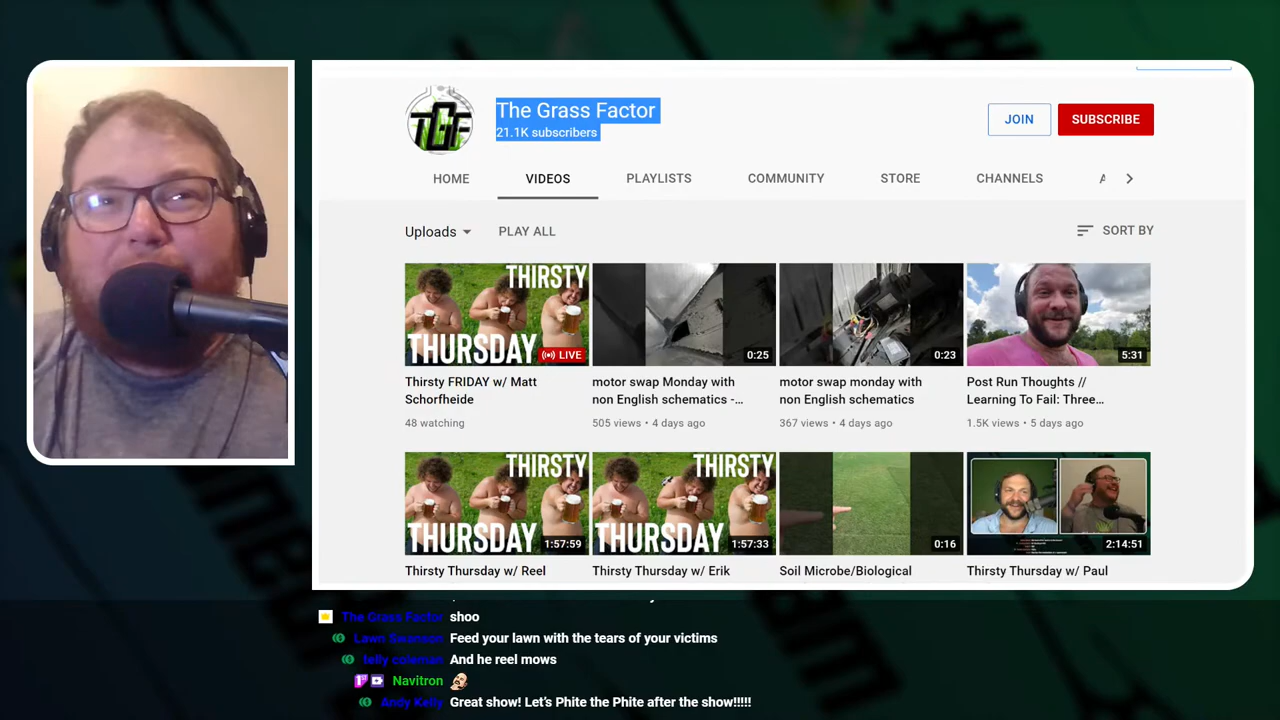 The Grass Factor
21.1K subscribers
JOIN
SUBSCRIBE
TGF
HOME
VIDEOS
PLAYLISTS
COMMUNITY
STORE
CHANNELS
Uploads
PLAY ALL
SORT BY
THIRSTY
THURSDAY
LIVE
0:25
0:23
5:31
Thirsty FRIDAY w/ Matt
Schorfheide
48 watching
motor swap Monday with
non English schematics -...
505 views • 4 days ago
motor swap monday with
non English schematics
367 views • 4 days ago
Post Run Thoughts //
Learning To Fail: Three...
1.5K views • 5 days ago
THIRSTY
THURSDAY
1:57:59
THIRSTY
THURSDAY
1:57:33
0:16
2:14:51
Thirsty Thursday w/ Reel
Thirsty Thursday w/ Erik
Soil Microbe/Biological
Thirsty Thursday w/ Paul
The Grass Factor shoo
Lawn Swanson Feed your lawn with the tears of your victims
telly coleman And he reel mows
Navitron
Andy Kelly Great show! Let's Phite the Phite after the show!!!!!